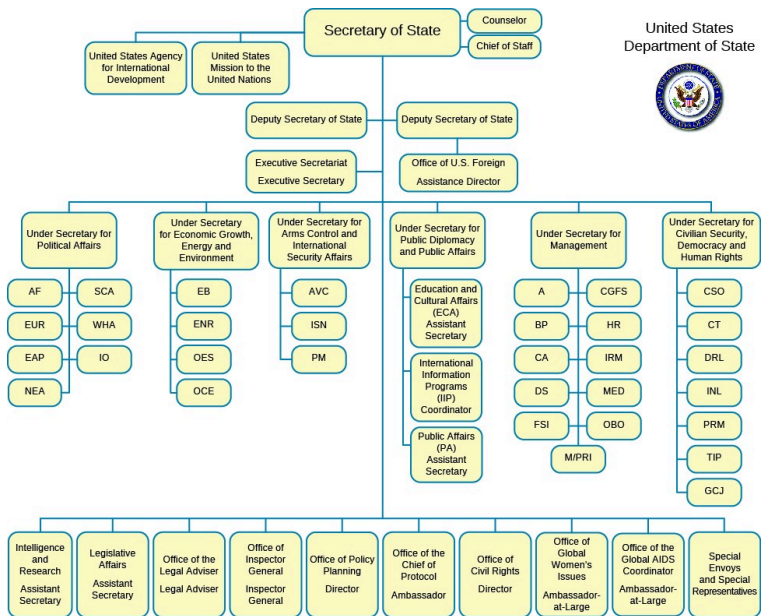 Secretary of State
Counselor
Chief of Staff
United States
Department of State
United States Agency
for International
Development
United States
Mission to the
United Nations
Deputy Secretary of State
Deputy Secretary of State
Executive Secretariat
Executive Secretary
Office of U.S. Foreign
Assistance Director
Under Secretary for
Political Affairs
Under Secretary
for Economic Growth,
Energy and
Environment
Under Secretary for
Arms Control and
International
Security Affairs
Under Secretary for
Public Diplomacy
and Public Affairs
Under Secretary for
Management
Under Secretary for
Civilian Security,
Democracy and
Human Rights
AF
SCA
EUR
WHA
EAP
IO
NEA
EB
ENR
OES
OCE
AVC
ISN
PM
Education and
Cultural Affairs
(ECA)
Assistant
Secretary
International
Information
Programs
(IIP)
Coordinator
Public Affairs
(PA)
Assistant
Secretary
A
CGFS
BP
HR
CA
IRM
DS
MED
FSI
OBO
M/PRI
CSO
CT
DRL
INL
PRM
TIP
GCJ
Intelligence
and
Research
Assistant
Secretary
Legislative
Affairs
Assistant
Secretary
Office of the
Legal Adviser
Legal Adviser
Office of
Inspector
General
Inspector
General
Office of Policy
Planning
Director
Office of
the Chief of
Protocol
Ambassador
Office of
Civil Rights
Director
Office of
Global
Women's
Issues
Ambassador-
at-Large
Office of the
Global AIDS
Coordinator
Ambassador-
at-Large
Special
Envoys and
Special
Representatives